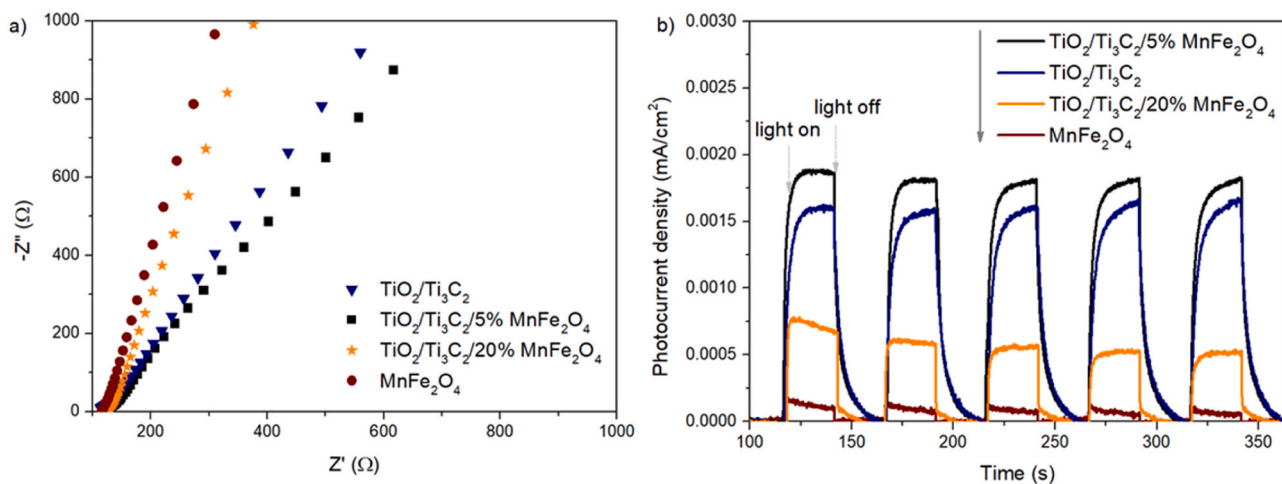 a)
1000
800
600
400
200
0
-Z" (Ω)
TiO₂/Ti₃C₂
TiO₂/Ti₃C₂/5% MnFe₂O₄
TiO₂/Ti₃C₂/20% MnFe₂O₄
MnFe₂O₄
200 400 600 800 1000
Z' (Ω)
b)
0.0030
0.0025
0.0020
0.0015
0.0010
0.0005
0.0000
Photocurrent density (mA/cm²)
TiO₂/Ti₃C₂/5% MnFe₂O₄
TiO₂/Ti₃C₂
TiO₂/Ti₃C₂/20% MnFe₂O₄
MnFe₂O₄
light off
light on
100 150 200 250 300 350
Time (s)